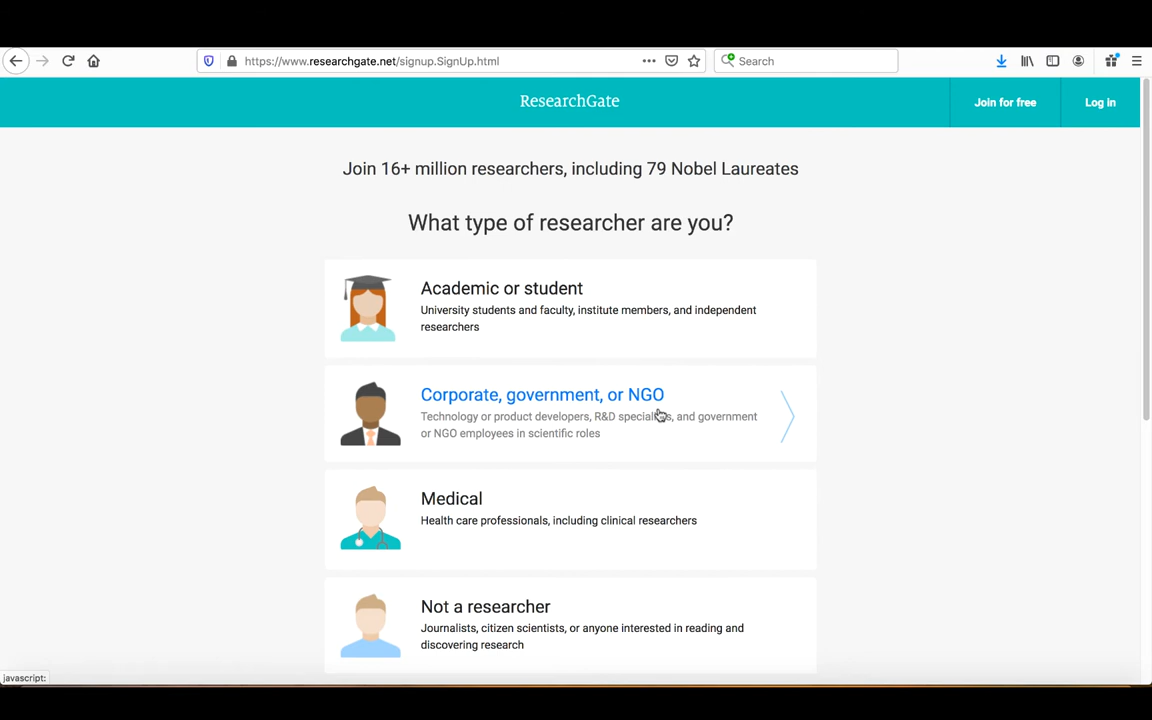 https://www.researchgate.net/signup.SignUp.html
Search
ResearchGate
Join for free
Log in
Join 16+ million researchers, including 79 Nobel Laureates
What type of researcher are you?
Academic or student
University students and faculty, institute members, and independent
researchers
Corporate, government, or NGO
Technology or product developers, R&D specialists, and government
or NGO employees in scientific roles
Medical
Health care professionals, including clinical researchers
Not a researcher
Journalists, citizen scientists, or anyone interested in reading and
discovering research
javascript: